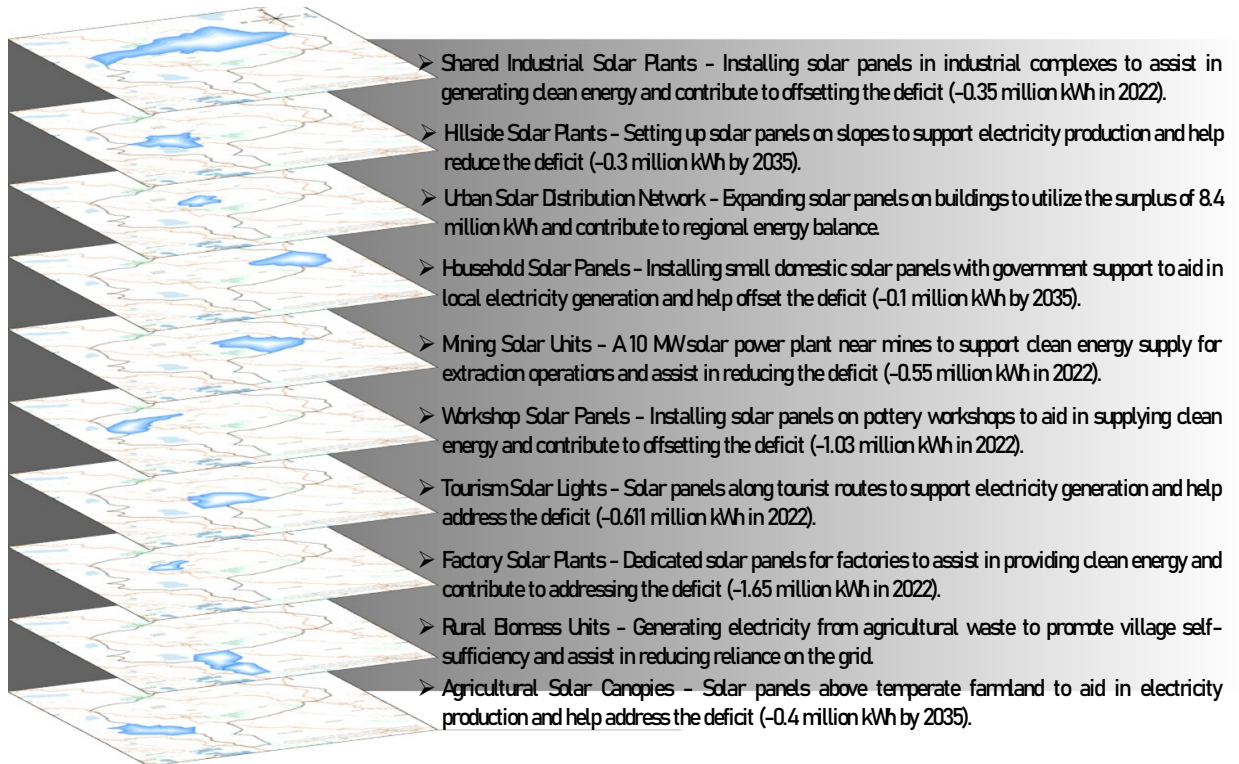 ➢ Shared Industrial Solar Plants – Installing solar panels in industrial complexes to assist in
generating clean energy and contribute to offsetting the deficit (-0.35 million kWh in 2022).
➢ HIllside Solar Plants – Setting up solar panels on slopes to support electricity production and help
reduce the deficit (-0.3 million kWh by 2035).
➢ Urban Solar Distribution Network – Expanding solar panels on buildings to utilize the surplus of 8.4
million kWh and contribute to regional energy balance.
➢ Household Solar Panels – Installing small domestic solar panels with government support to aid in
local electricity generation and help offset the deficit (-0.1 million kWh by 2035).
➢ Mining Solar Units – A 10 MW solar power plant near mines to support clean energy supply for
extraction operations and assist in reducing the deficit (-0.55 million kWh in 2022).
➢ Workshop Solar Panels – Installing solar panels on pottery workshops to aid in supplying clean
energy and contribute to offsetting the deficit (-1.03 million kWh in 2022).
➢ Tourism Solar Lights – Solar panels along tourist routes to support electricity generation and help
address the deficit (-0.611 million kWh in 2022).
➢ Factory Solar Plants – Dedicated solar panels for factories to assist in providing clean energy and
contribute to addressing the deficit (-1.65 million kWh in 2022).
➢ Rural Biomass Units – Generating electricity from agricultural waste to promote village self-
sufficiency and assist in reducing reliance on the grid.
➢ Agricultural Solar Canopies – Solar panels above temperate farmland to aid in electricity
production and help address the deficit (-0.4 million kWh by 2035).